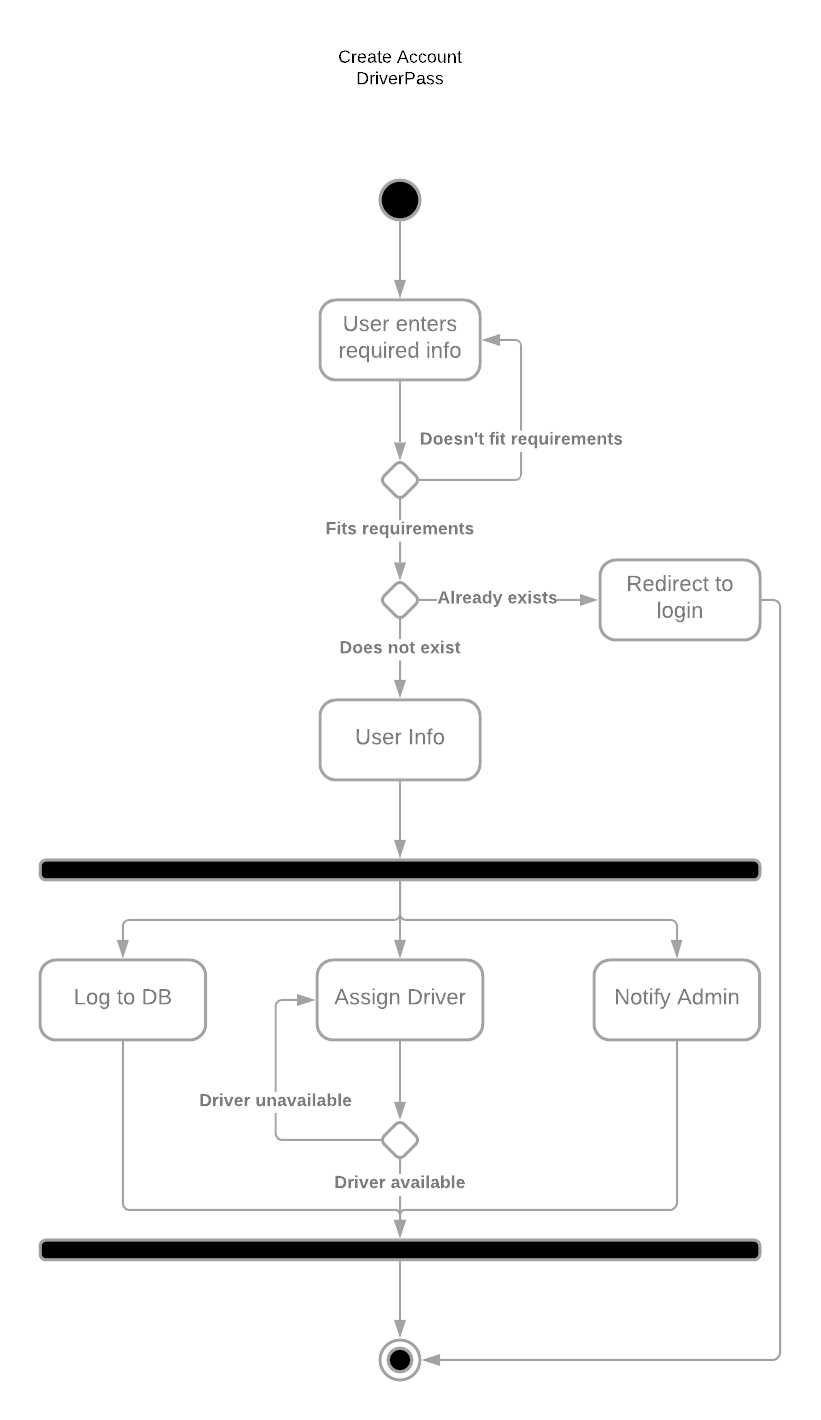 Create Account
DriverPass
User enters
required info
Doesn't fit requirements
Fits requirements
Already exists
Redirect to
login
Does not exist
User Info
Log to DB
Assign Driver
Notify Admin
Driver unavailable
Driver available